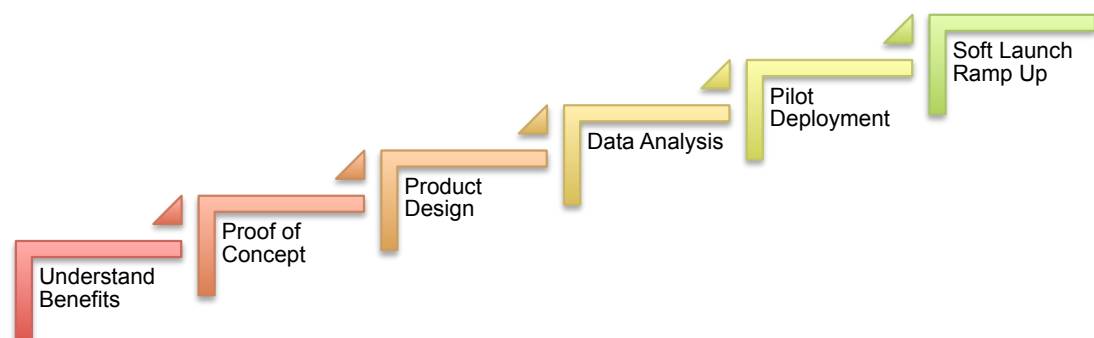 Understand
Benefits
Proof of
Concept
Product
Design
Data Analysis
Pilot
Deployment
Soft Launch
Ramp Up